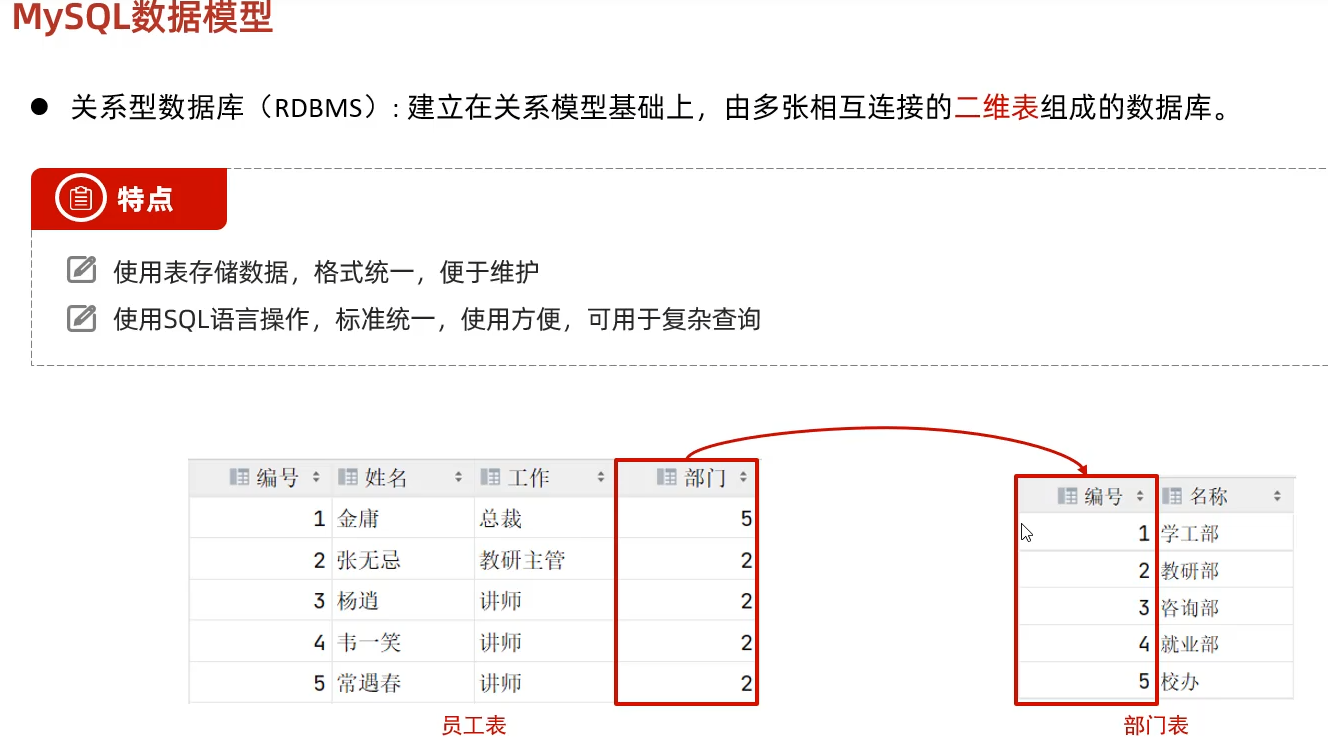 MySQL数据模型
关系型数据库（RDBMS）: 建立在关系模型基础上，由多张相互连接的二维表组成的数据库。
特点
使用表存储数据，格式统一，便于维护
使用SQL语言操作，标准统一，使用方便，可用于复杂查询
编号 姓名 工作 部门
1 金庸 总裁 5
2 张无忌 教研主管 2
3 杨逍 讲师 2
4 韦一笑 讲师 2
5 常遇春 讲师 2
员工表
编号 名称
1 学工部
2 教研部
3 咨询部
4 就业部
5 校办
部门表